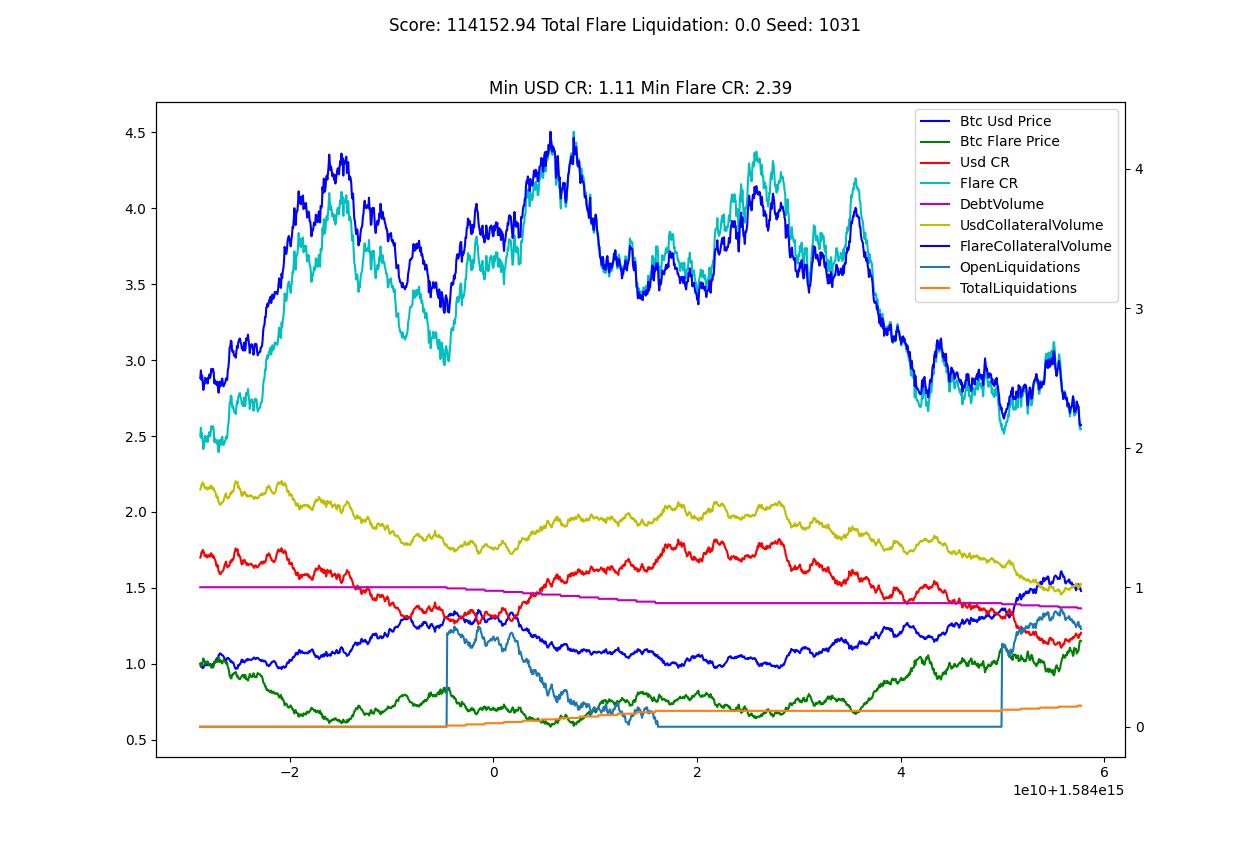 Score: 114152.94 Total Flare Liquidation: 0.0 Seed: 1031
Min USD CR: 1.11 Min Flare CR: 2.39
Btc Usd Price
Btc Flare Price
Usd CR
Flare CR
DebtVolume
UsdCollateralVolume
FlareCollateralVolume
OpenLiquidations
TotalLiquidations
4.5
4.0
3.5
3.0
2.5
2.0
1.5
1.0
0.5
4
3
2
1
0
−2
0
2
4
6
1e10+1.584e15